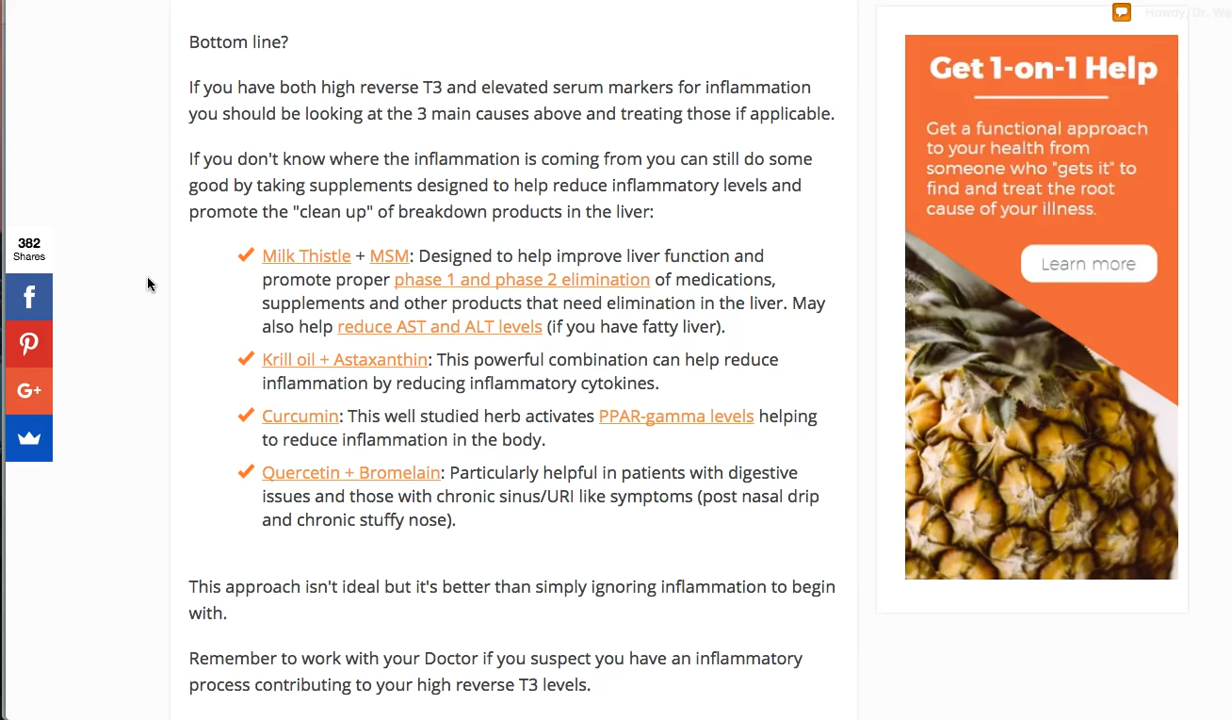 Howdy, Dr. We
Bottom line?
If you have both high reverse T3 and elevated serum markers for inflammation
you should be looking at the 3 main causes above and treating those if applicable.
If you don't know where the inflammation is coming from you can still do some
good by taking supplements designed to help reduce inflammatory levels and
promote the "clean up" of breakdown products in the liver:
Milk Thistle + MSM: Designed to help improve liver function and
promote proper phase 1 and phase 2 elimination of medications,
supplements and other products that need elimination in the liver. May
also help reduce AST and ALT levels (if you have fatty liver).
Krill oil + Astaxanthin: This powerful combination can help reduce
inflammation by reducing inflammatory cytokines.
Curcumin: This well studied herb activates PPAR-gamma levels helping
to reduce inflammation in the body.
Quercetin + Bromelain: Particularly helpful in patients with digestive
issues and those with chronic sinus/URI like symptoms (post nasal drip
and chronic stuffy nose).
This approach isn't ideal but it's better than simply ignoring inflammation to begin
with.
Remember to work with your Doctor if you suspect you have an inflammatory
process contributing to your high reverse T3 levels.
382
Shares
f
G+
Get 1-on-1 Help
Get a functional approach
to your health from
someone who "gets it" to
find and treat the root
cause of your illness.
Learn more